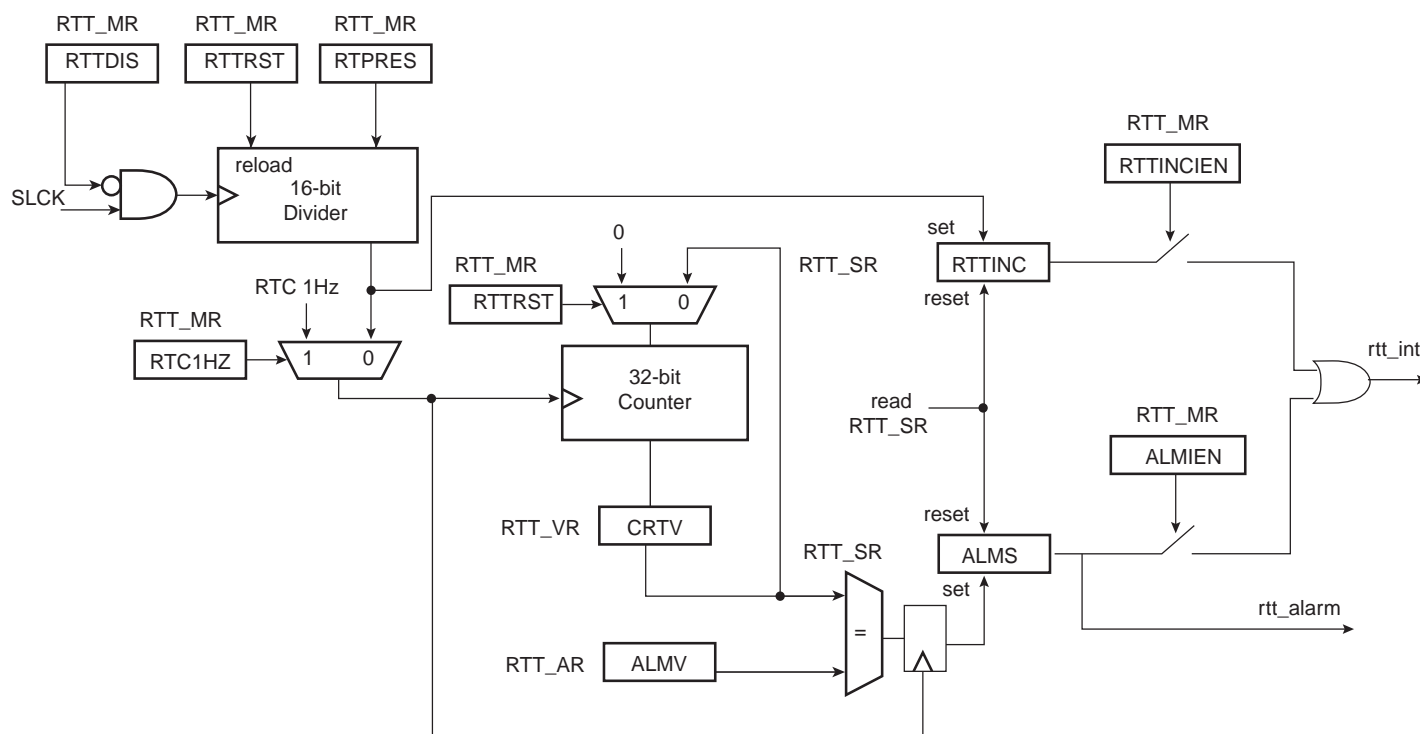 RTT_MR
RTT_MR
RTT_MR
RTTDIS
RTTRST
RTPRES
reload
16-bit
Divider
SLCK
RTT_MR
RTTINCIEN
0
set
RTT_MR
RTT_SR
RTTINC
RTC 1Hz
RTTRST
1 0
reset
RTT_MR
RTC1HZ
1 0
rtt_int
32-bit
Counter
read
RTT_SR
RTT_MR
ALMIEN
reset
RTT_VR
CRTV
RTT_SR
ALMS
set
rtt_alarm
=
RTT_AR
ALMV